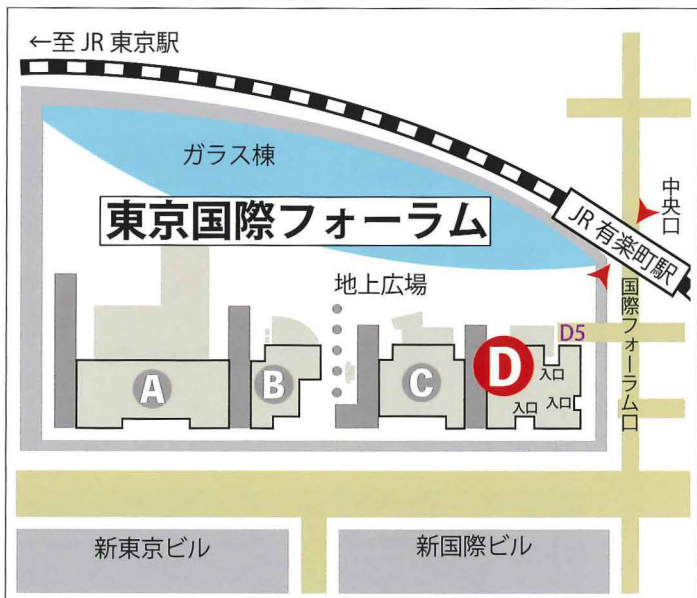 ←至 JR 東京駅
ガラス棟
東京国際フォーラム
中央口
JR 有楽町駅
地上広場
国際フォーラム口
D5
A
B
C
D
入口
入口
入口
新東京ビル
新国際ビル